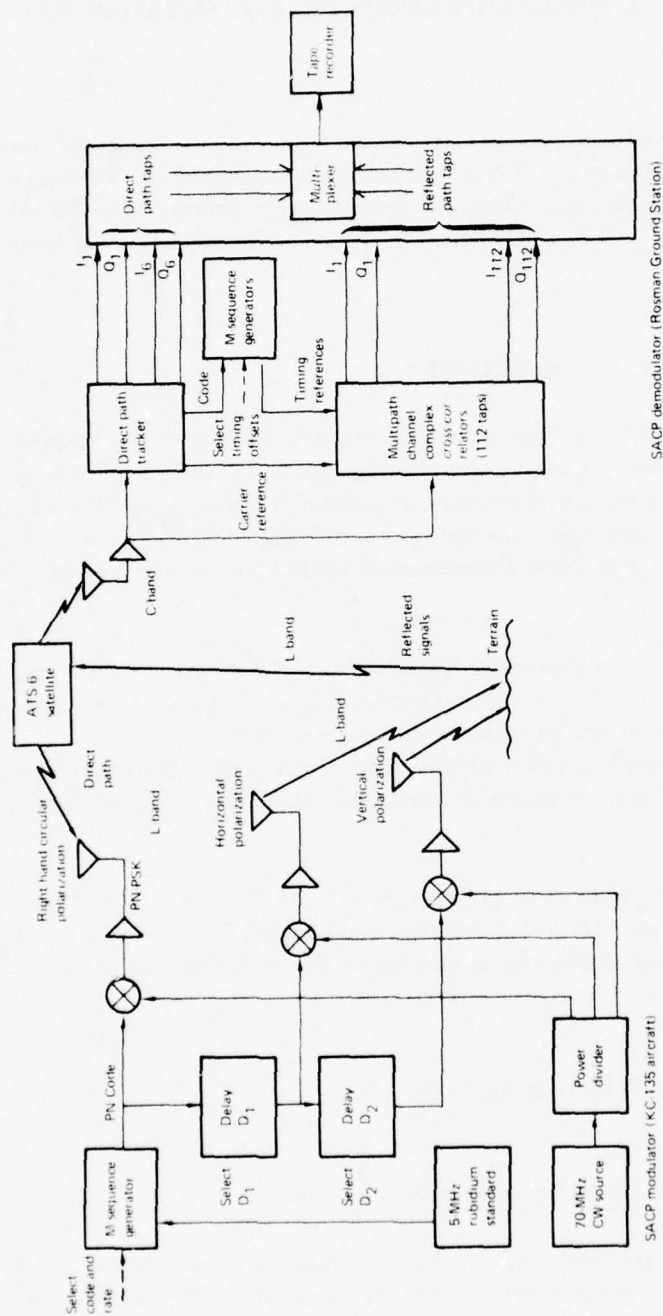 Select
code and
rate
M sequence
generator
PN Code
Select
D1
Delay
D1
Select
D2
Delay
D2
5-MHz
rubidium
standard
70-MHz
CW source
Power
divider
SACP modulator (KC-135 aircraft)
Right hand circular
polarization
PN PSK
Horizontal
polarization
Vertical
polarization
ATS 6
satellite
Direct
path
L band
L-band
L-band
Reflected
signals
Terrain
C band
Direct path
tracker
Code
Select
timing
offsets
Carrier
reference
M-sequence
generators
Timing
references
Multipath
channel
complex
cross cor
relators
(112 taps)
I1
Q1
I6
Q6
Direct
path taps
Multi
plexer
Reflected
path taps
I1
Q1
I112
Q112
Tape
recorder
SACP demodulator (Rosman Ground Station)